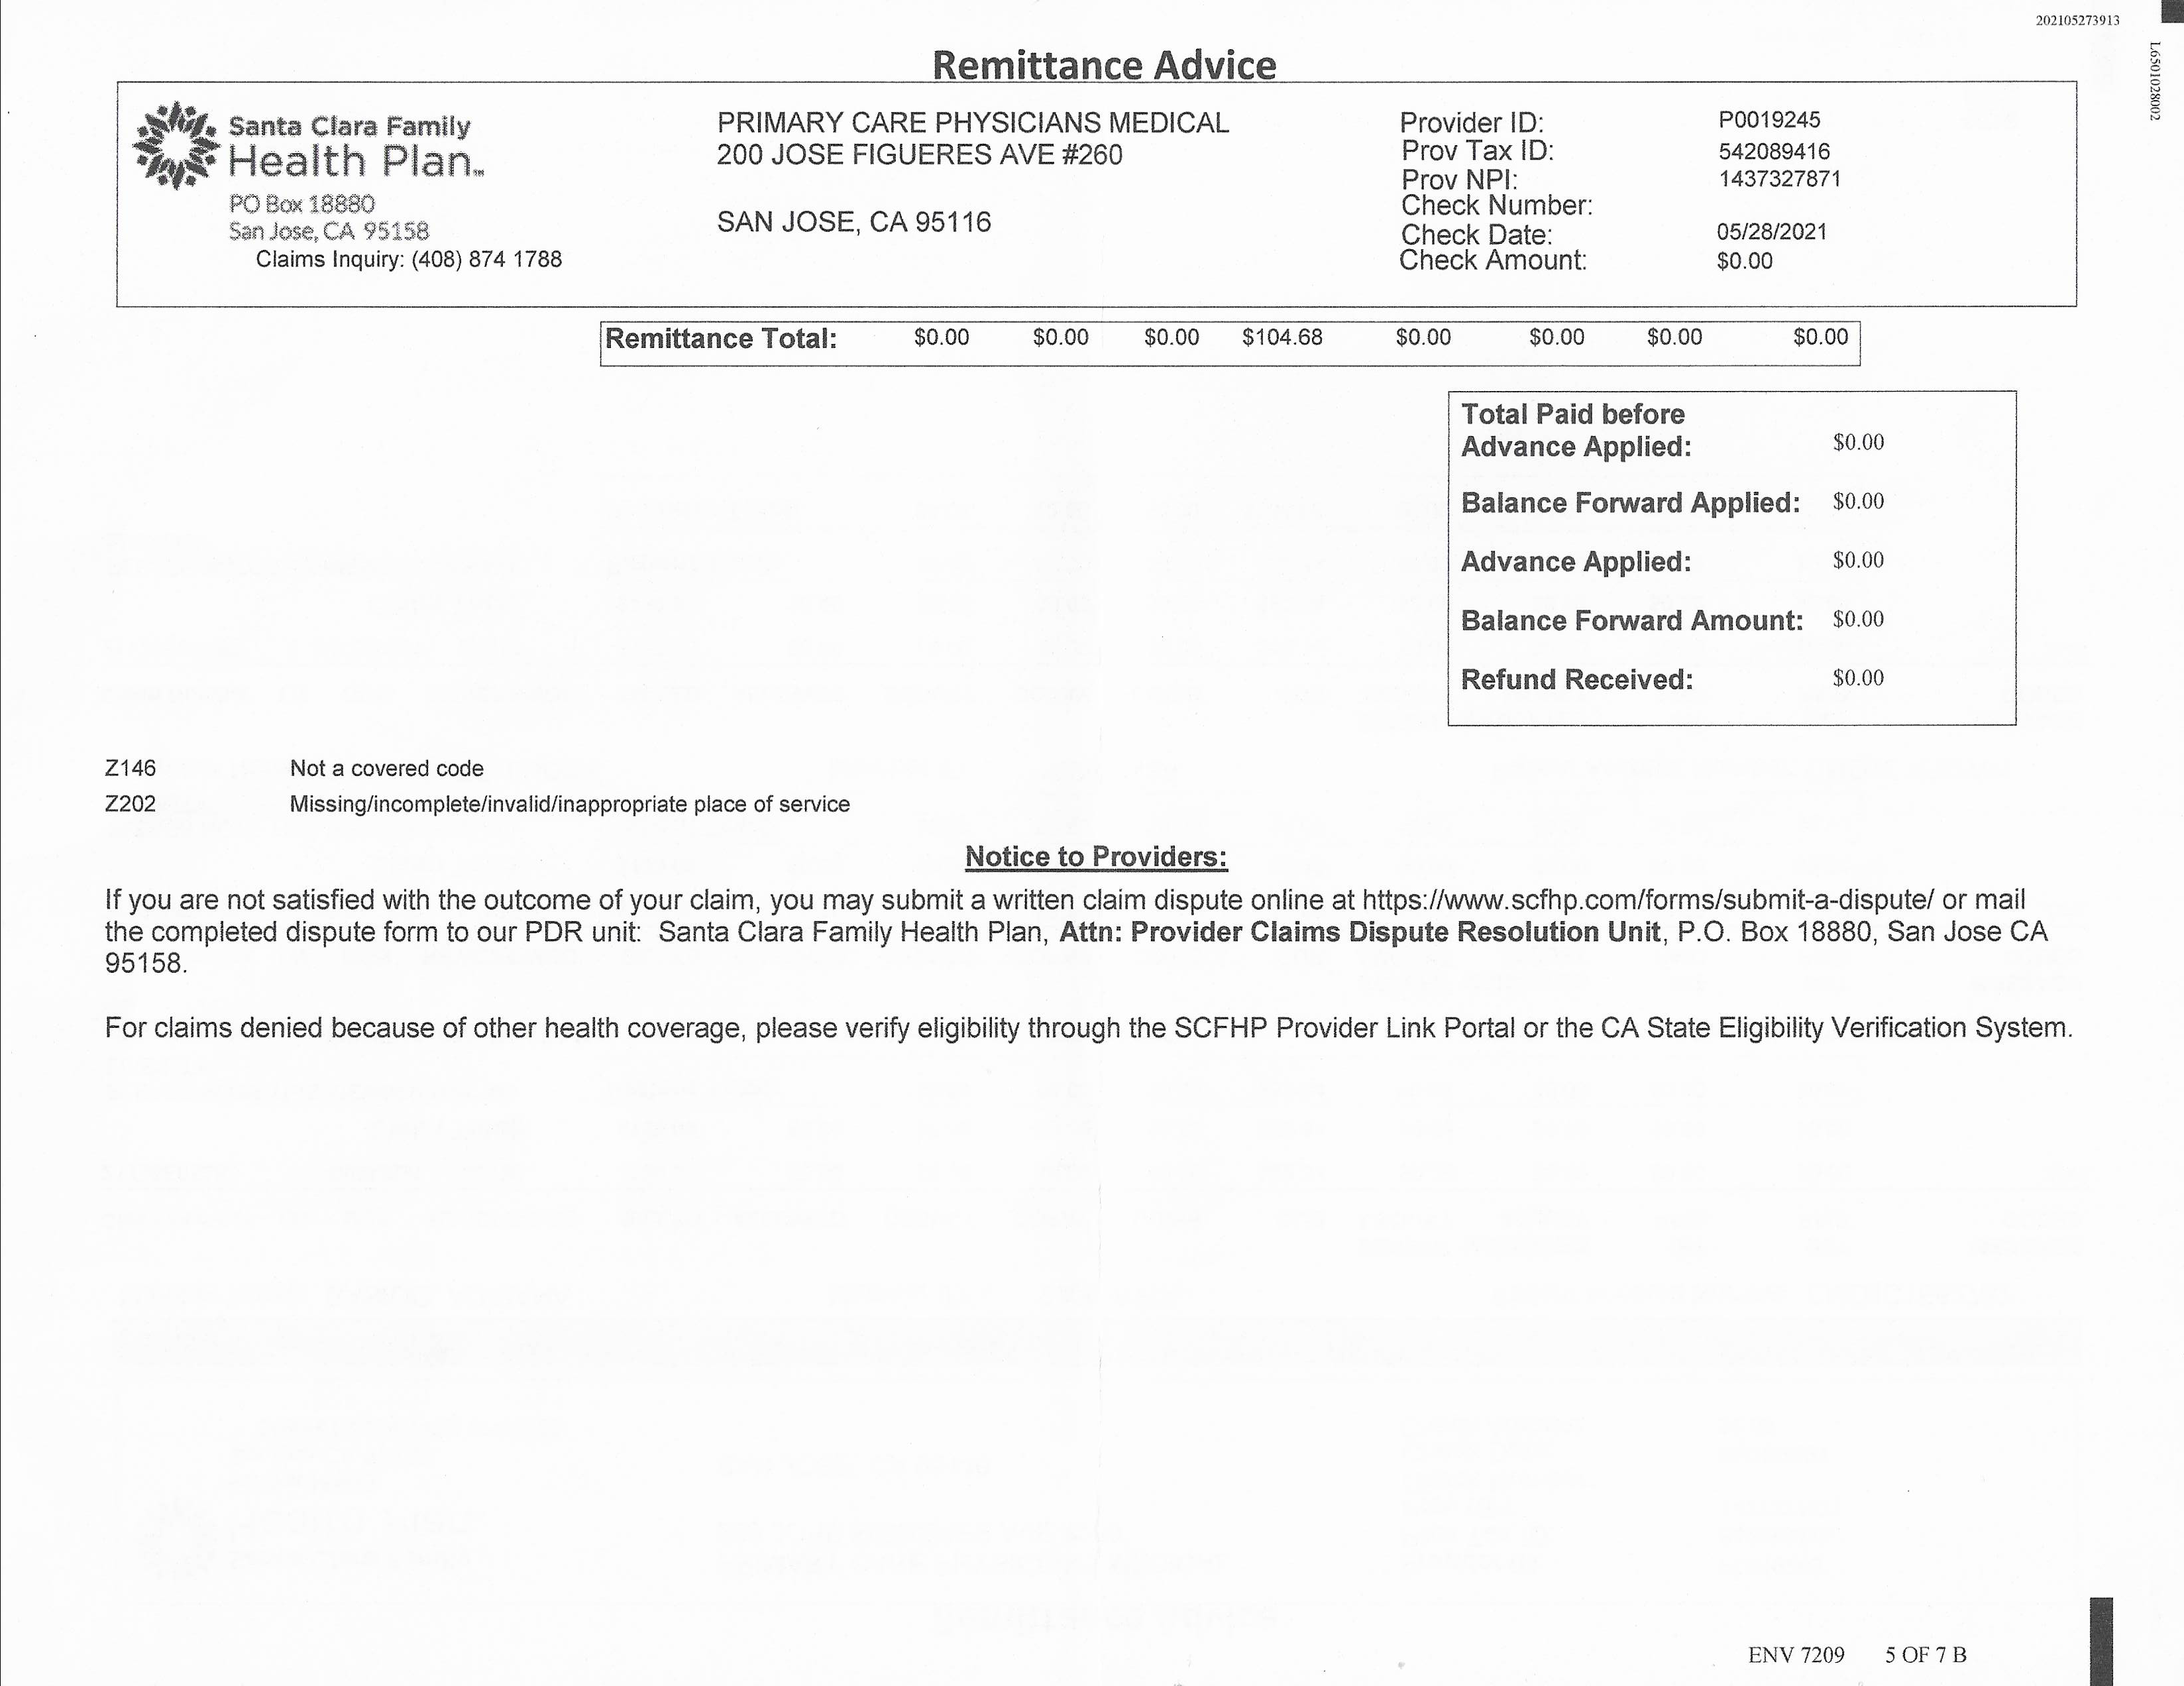 202105273913
L6501028002
Remittance Advice
Santa Clara Family
Health Plan™
PO Box 18880
San Jose, CA 95158
Claims Inquiry: (408) 874 1788
PRIMARY CARE PHYSICIANS MEDICAL
200 JOSE FIGUERES AVE #260
SAN JOSE, CA 95116
Provider ID: P0019245
Prov Tax ID: 542089416
Prov NPI: 1437327871
Check Number:
Check Date: 05/28/2021
Check Amount: $0.00
Remittance Total: $0.00 $0.00 $0.00 $104.68 $0.00 $0.00 $0.00 $0.00
Total Paid before
Advance Applied: $0.00
Balance Forward Applied: $0.00
Advance Applied: $0.00
Balance Forward Amount: $0.00
Refund Received: $0.00
Z146 Not a covered code
Z202 Missing/incomplete/invalid/inappropriate place of service
Notice to Providers:
If you are not satisfied with the outcome of your claim, you may submit a written claim dispute online at https://www.scfhp.com/forms/submit-a-dispute/ or mail
the completed dispute form to our PDR unit: Santa Clara Family Health Plan, Attn: Provider Claims Dispute Resolution Unit, P.O. Box 18880, San Jose CA
95158.
For claims denied because of other health coverage, please verify eligibility through the SCFHP Provider Link Portal or the CA State Eligibility Verification System.
ENV 7209 5 OF 7 B